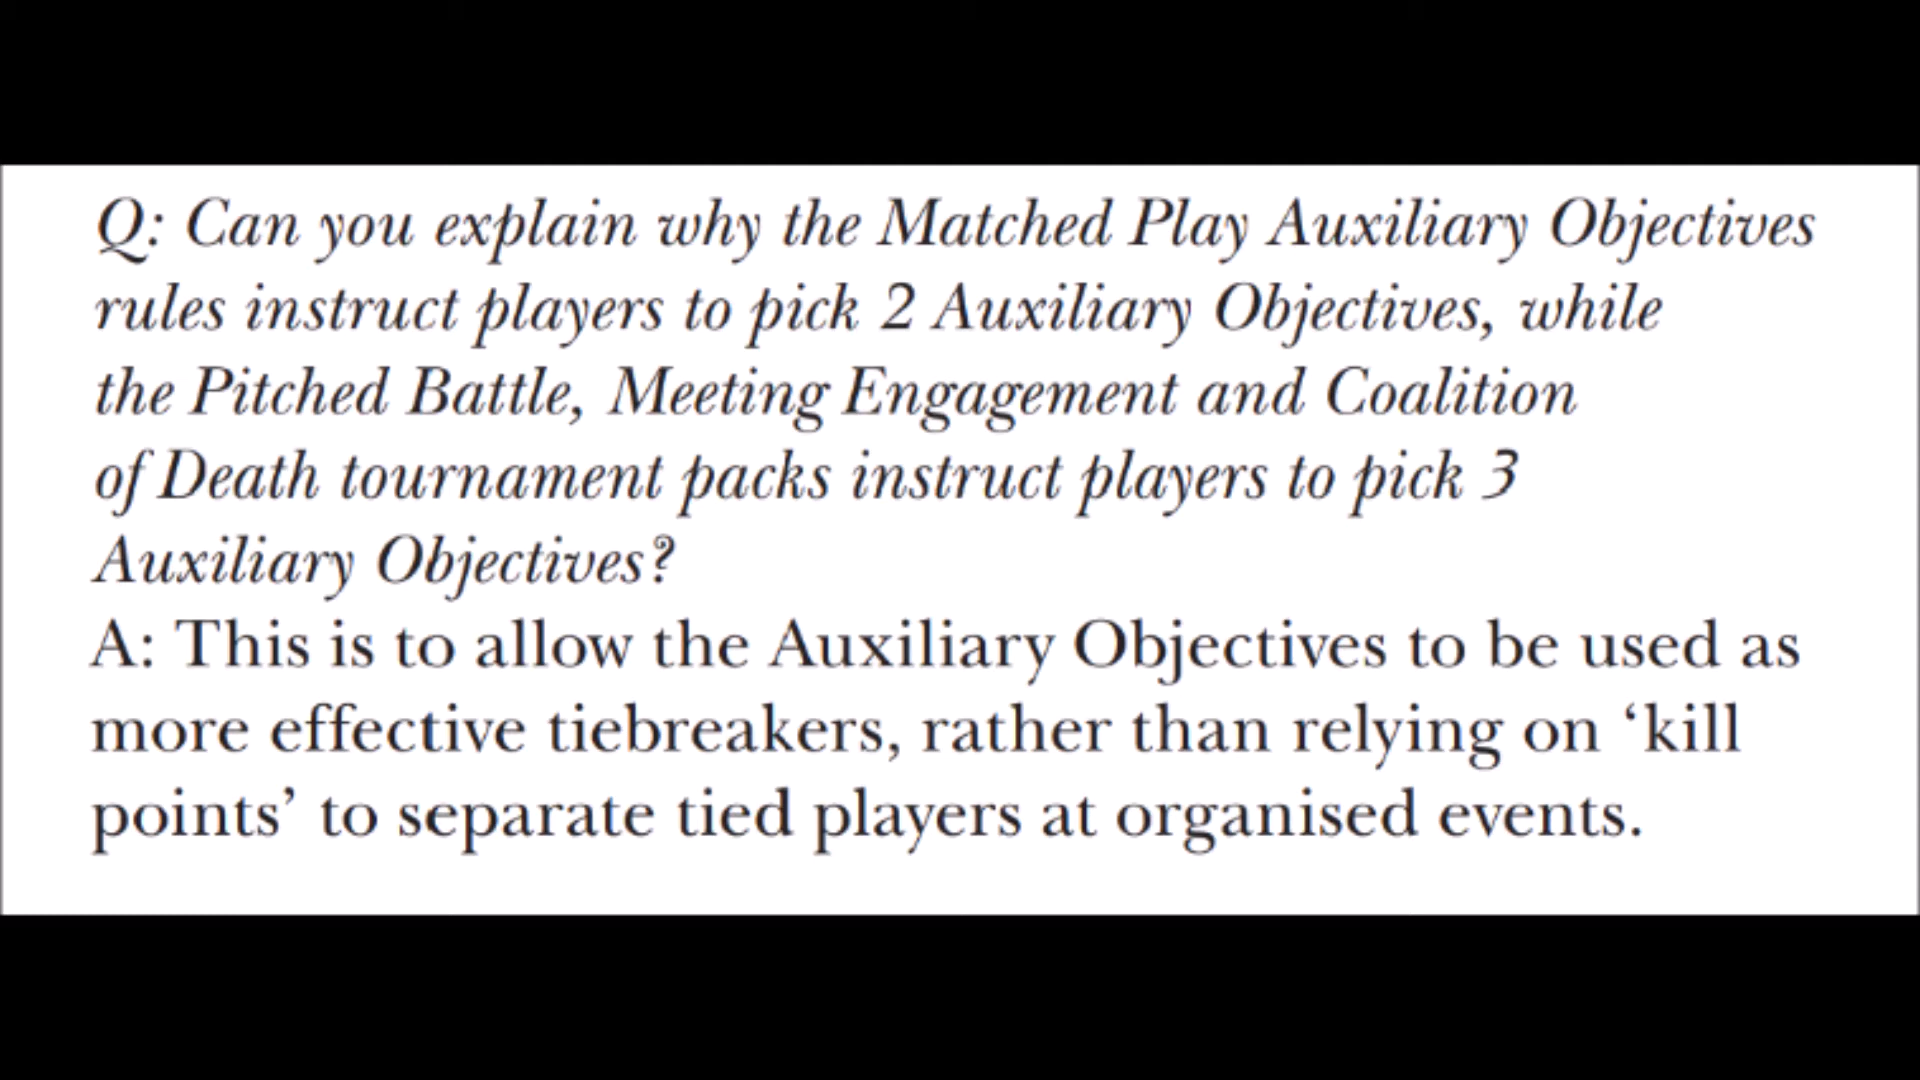 Q: Can you explain why the Matched Play Auxiliary Objectives
rules instruct players to pick 2 Auxiliary Objectives, while
the Pitched Battle, Meeting Engagement and Coalition
of Death tournament packs instruct players to pick 3
Auxiliary Objectives?
A: This is to allow the Auxiliary Objectives to be used as
more effective tiebreakers, rather than relying on ‘kill
points’ to separate tied players at organised events.